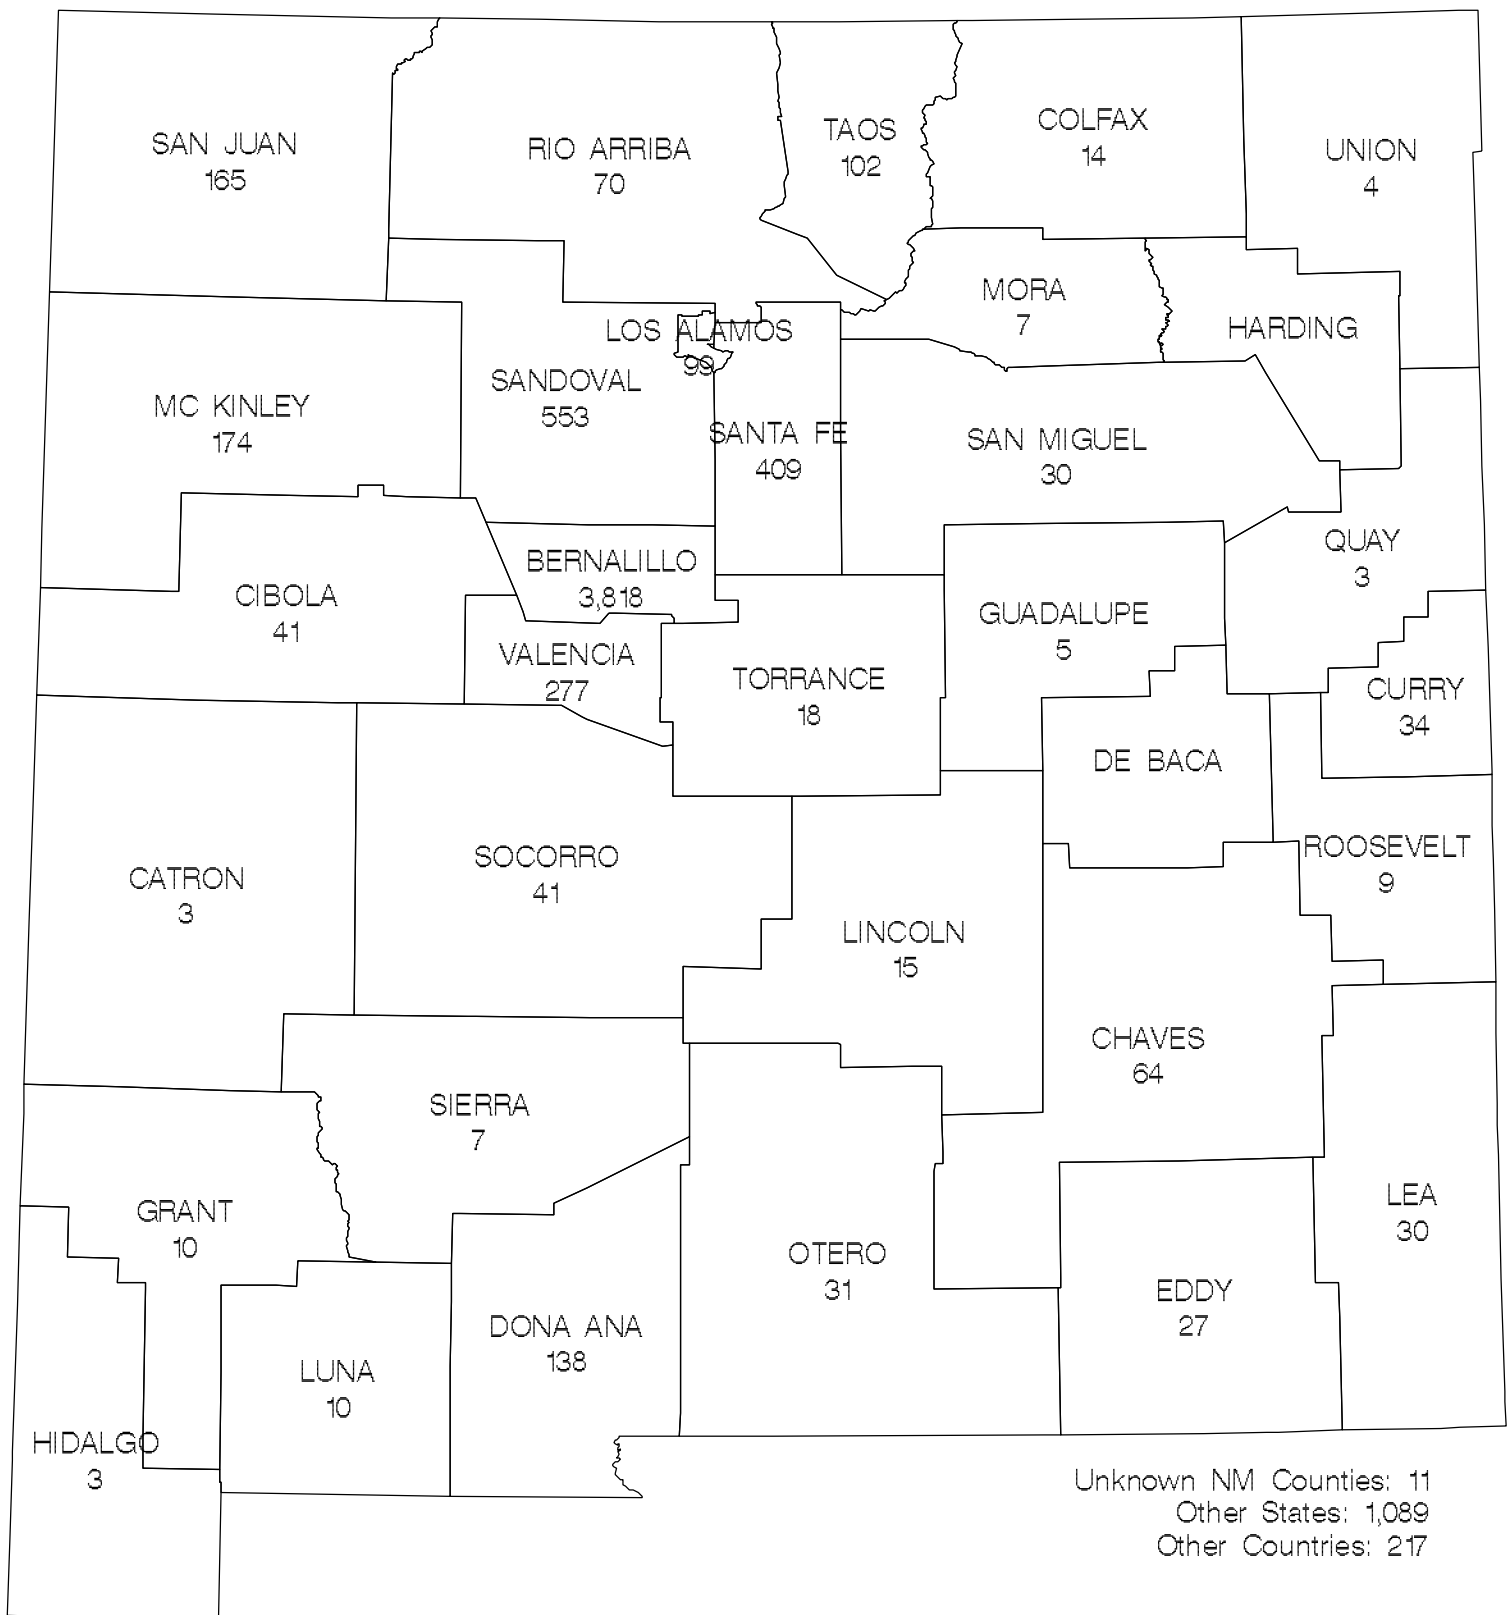 SAN JUAN
165
RIO ARRIBA
70
TAOS
102
COLFAX
14
UNION
4
MORA
7
HARDING
LOS ALAMOS
99
SANDOVAL
553
MC KINLEY
174
SANTA FE
409
SAN MIGUEL
30
QUAY
3
BERNALILLO
3,818
CIBOLA
41
GUADALUPE
5
VALENCIA
277
TORRANCE
18
CURRY
34
DE BACA
ROOSEVELT
9
SOCORRO
41
CATRON
3
LINCOLN
15
CHAVES
64
SIERRA
7
LEA
30
GRANT
10
OTERO
31
EDDY
27
DONA ANA
138
LUNA
10
HIDALGO
3
Unknown NM Counties: 11
Other States: 1,089
Other Countries: 217